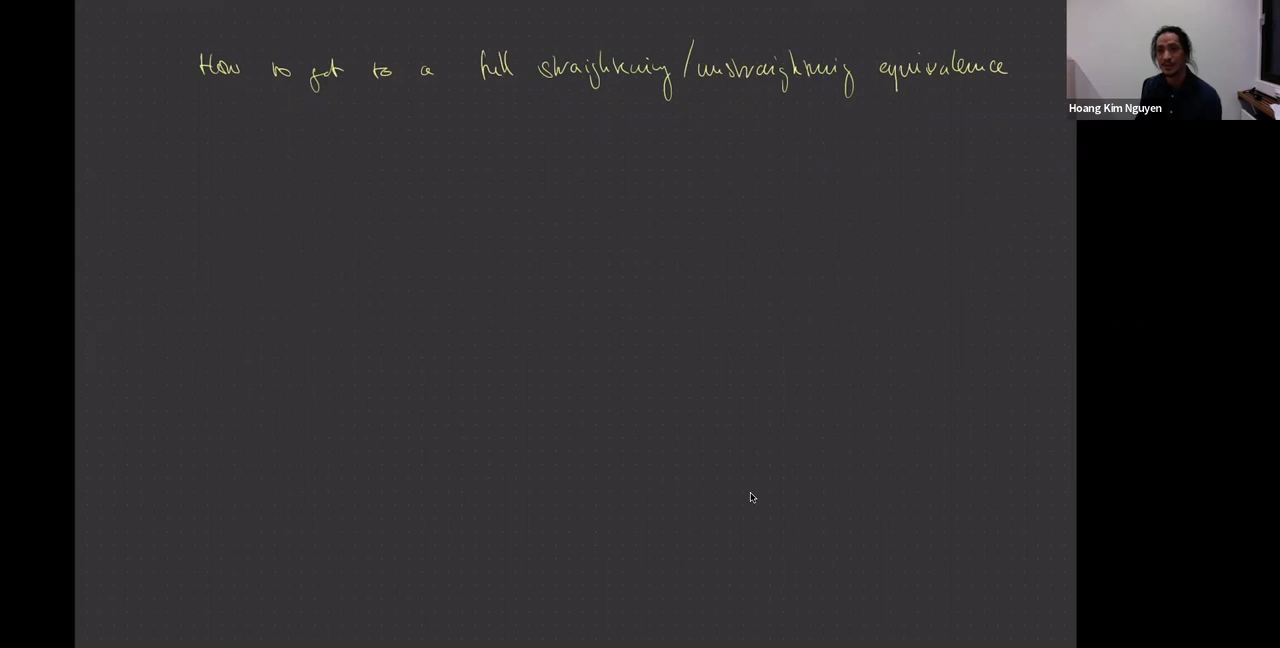 How to get to a full straightening/unstraightening equivalence
Hoang Kim Nguyen